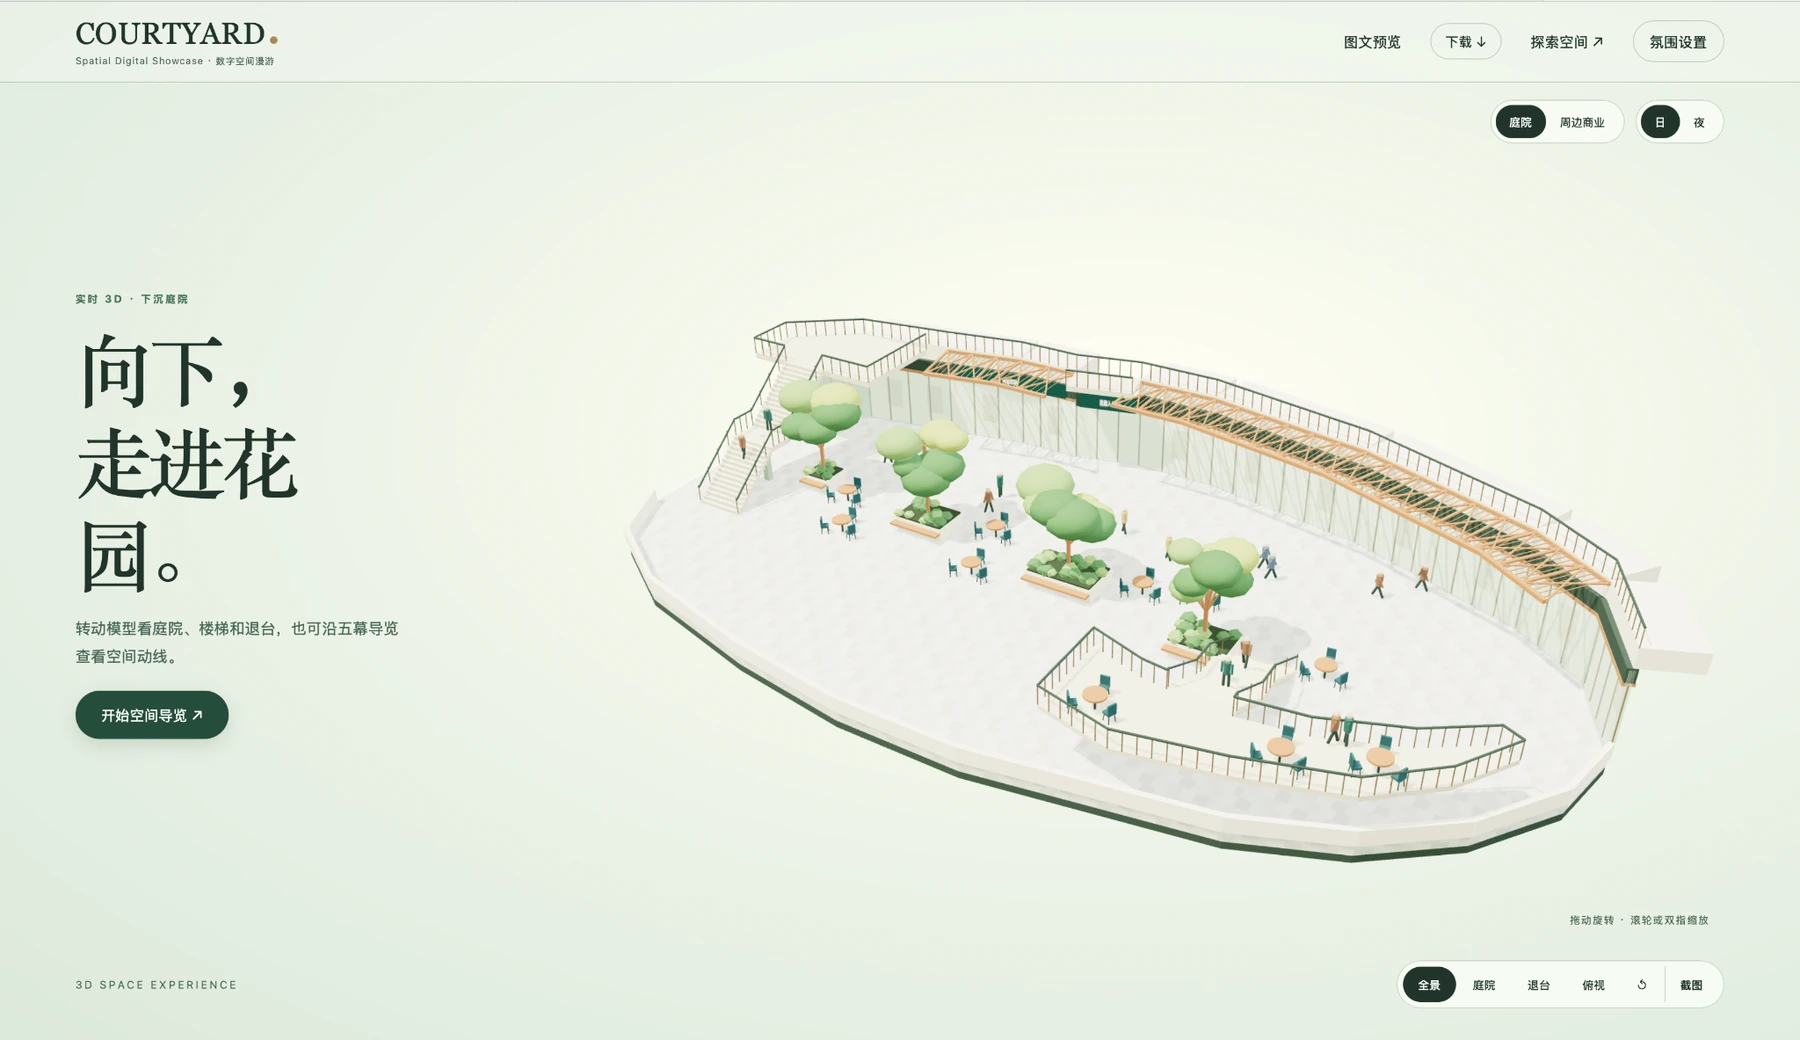 COURTYARD.
Spatial Digital Showcase · 数字空间漫游
图文预览
下载 ↓
探索空间 ↗
氛围设置
庭院
周边商业
日
夜
实时 3D · 下沉庭院
向下，
走进花
园。
转动模型看庭院、楼梯和退台，也可沿五幕导览
查看空间动线。
开始空间导览 ↗
拖动旋转 · 滚轮或双指缩放
3D SPACE EXPERIENCE
全景
庭院
退台
俯视
截图